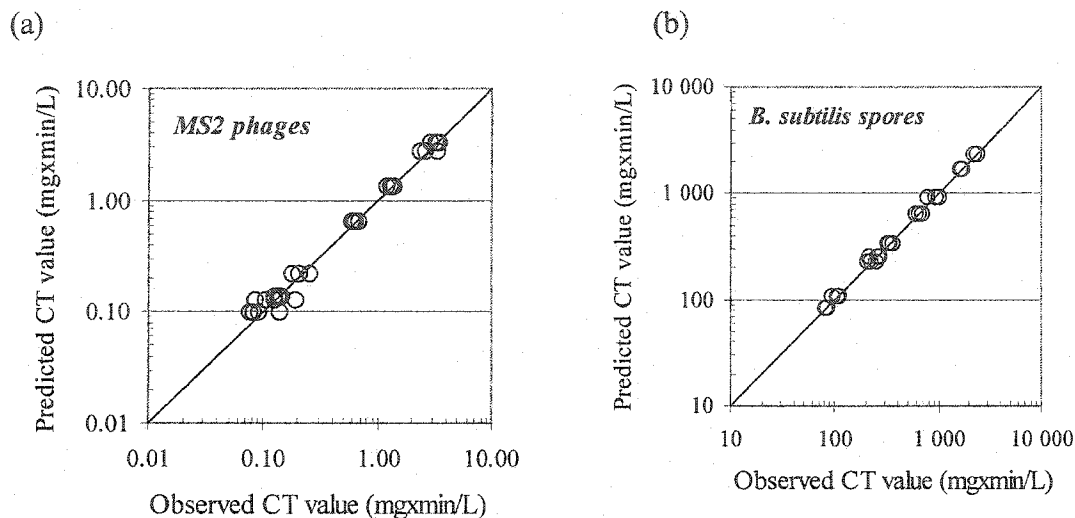 (a)
Predicted CT value (mgxmin/L)
10.00
1.00
0.10
0.01
MS2 phages
0.01 0.10 1.00 10.00
Observed CT value (mgxmin/L)
(b)
Predicted CT value (mgxmin/L)
10 000
1 000
100
10
B. subtilis spores
10 100 1 000 10 000
Observed CT value (mgxmin/L)